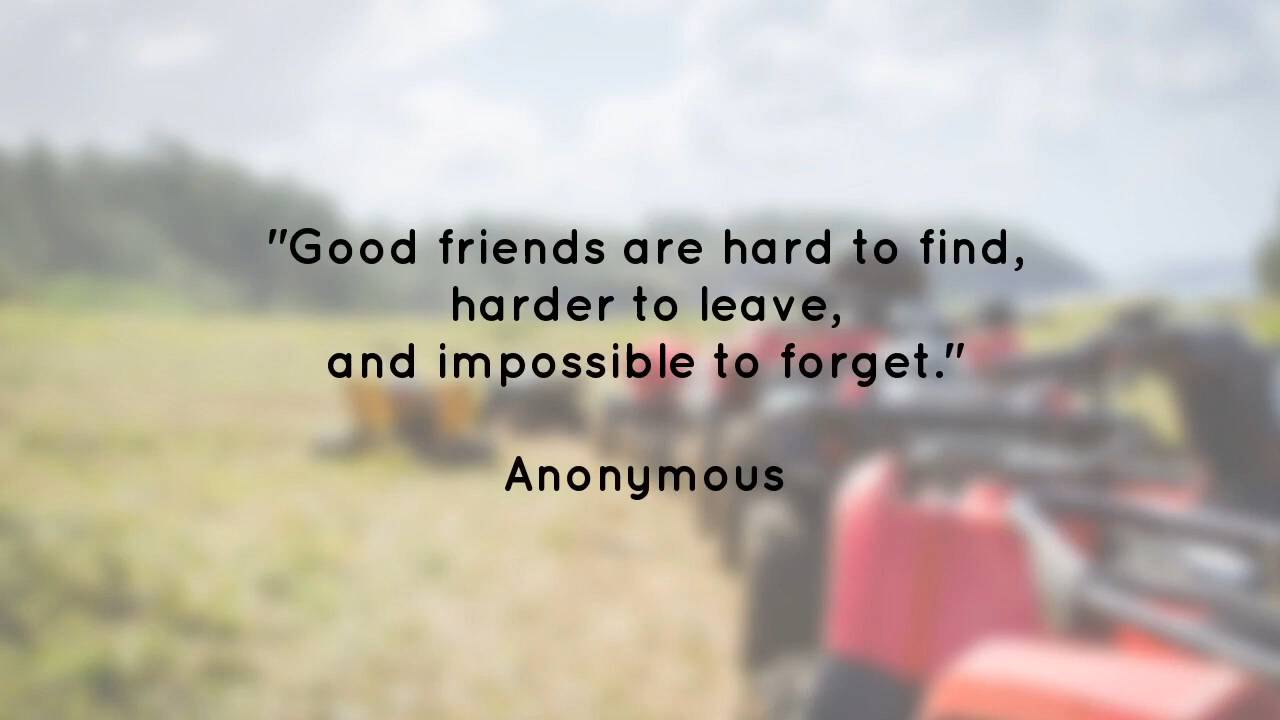 "Good friends are hard to find,
harder to leave,
and impossible to forget."
Anonymous